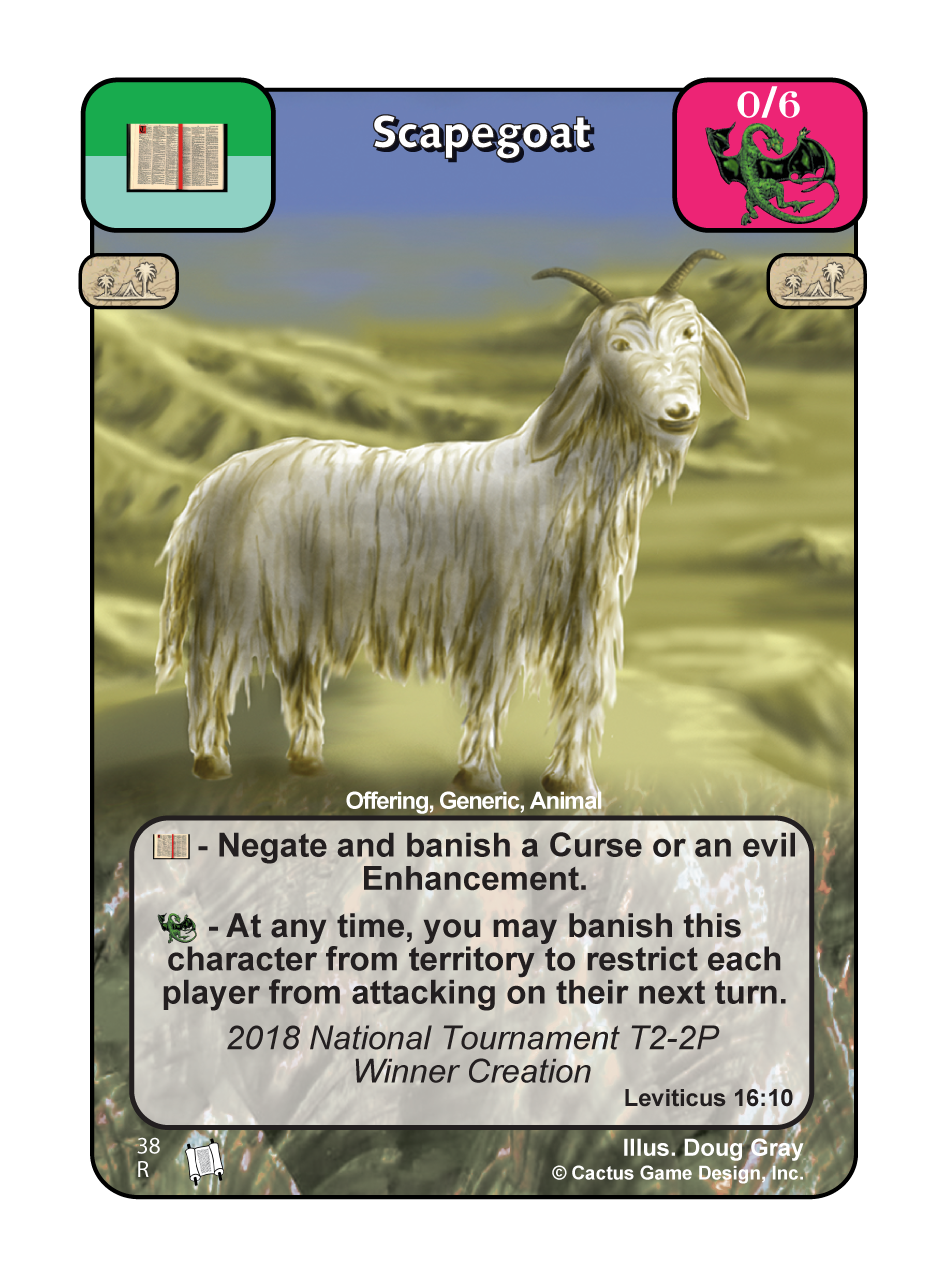 Scapegoat
0/6
Offering, Generic, Animal
- Negate and banish a Curse or an evil
Enhancement.
- At any time, you may banish this
character from territory to restrict each
player from attacking on their next turn.
2018 National Tournament T2-2P
Winner Creation
Leviticus 16:10
38
R
Illus. Doug Gray
© Cactus Game Design, Inc.